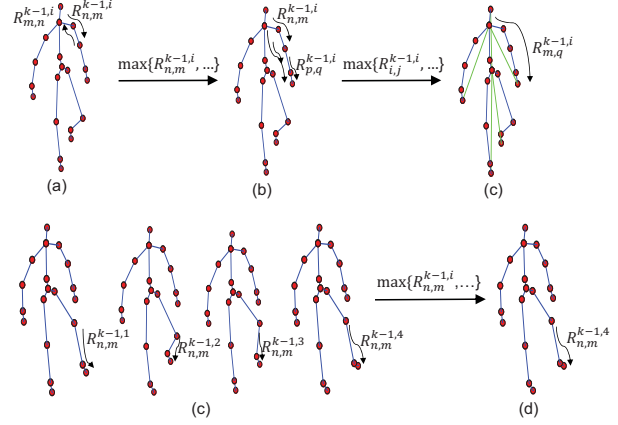 R_{m,n}^{k-1,i} R_{n,m}^{k-1,i}
max{R_{n,m}^{k-1,i}, ...}
R_{n,m}^{k-1,i}
R_{p,q}^{k-1,i}
max{R_{i,j}^{k-1,i}, ...}
R_{m,q}^{k-1,i}
(a)
(b)
(c)
R_{n,m}^{k-1,1}
R_{n,m}^{k-1,2}
R_{n,m}^{k-1,3}
R_{n,m}^{k-1,4}
max{R_{n,m}^{k-1,i}, ...}
R_{n,m}^{k-1,4}
(c)
(d)